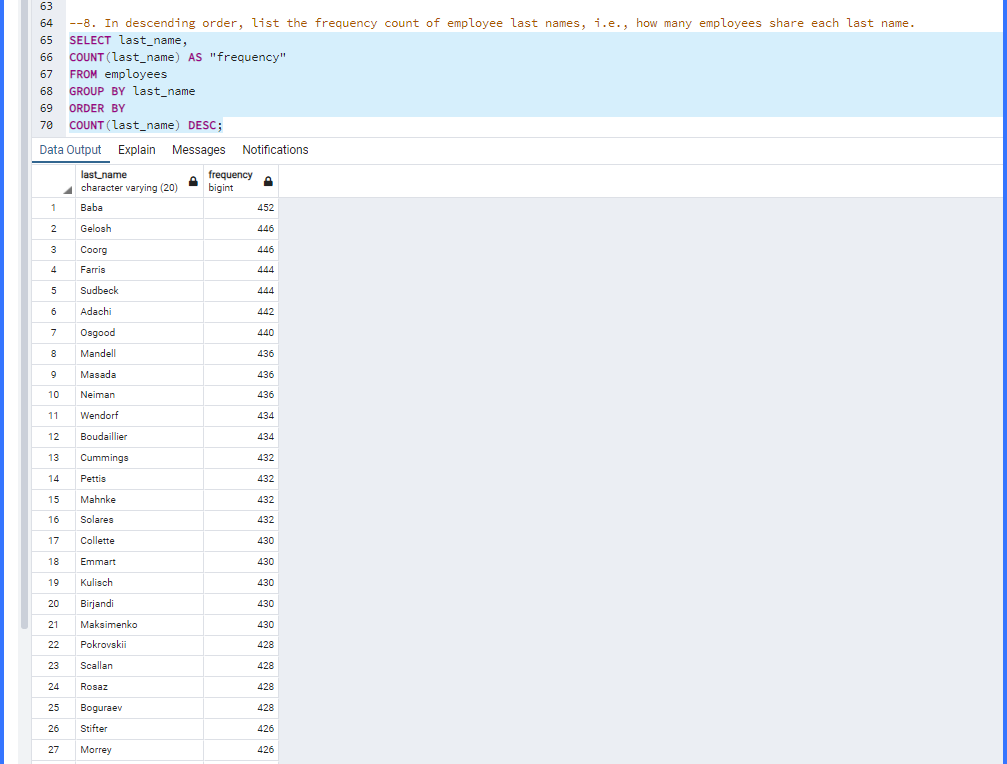 63
64 --8. In descending order, list the frequency count of employee last names, i.e., how many employees share each last name.
65 SELECT last_name,
66 COUNT(last_name) AS "frequency"
67 FROM employees
68 GROUP BY last_name
69 ORDER BY
70 COUNT(last_name) DESC;
Data Output Explain Messages Notifications
last_name frequency
character varying (20) bigint
1 Baba 452
2 Gelosh 446
3 Coorg 446
4 Farris 444
5 Sudbeck 444
6 Adachi 442
7 Osgood 440
8 Mandell 436
9 Masada 436
10 Neiman 436
11 Wendorf 434
12 Boudaillier 434
13 Cummings 432
14 Pettis 432
15 Mahnke 432
16 Solares 432
17 Collette 430
18 Emmart 430
19 Kulisch 430
20 Birjandi 430
21 Maksimenko 430
22 Pokrovskii 428
23 Scallan 428
24 Rosaz 428
25 Boguraev 428
26 Stifter 426
27 Morrey 426